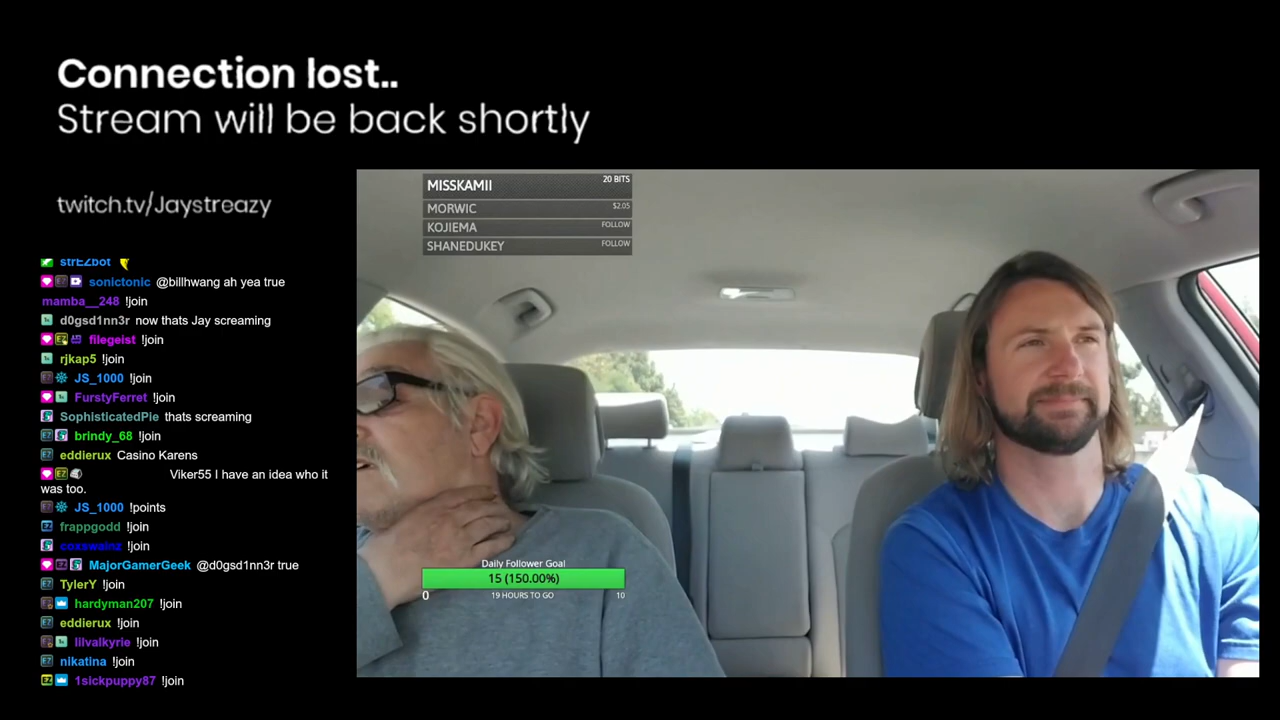 Connection lost..
Stream will be back shortly
twitch.tv/Jaystreazy
MISSKAMII 20 BITS
MORWIC $2.05
KOJIEMA FOLLOW
SHANEDUKEY FOLLOW
strEZbot
sonictonic @billhwang ah yea true
mamba__248 !join
d0gsd1nn3r now thats Jay screaming
filegeist !join
rjkap5 !join
JS_1000 !join
FurstyFerret !join
SophisticatedPie thats screaming
brindy_68 !join
eddierux Casino Karens
Viker55 I have an idea who it
was too.
JS_1000 !points
frappgodd !join
coxswainz !join
MajorGamerGeek @d0gsd1nn3r true
TylerY !join
hardyman207 !join
eddierux !join
lilvalkyrie !join
nikatina !join
1sickpuppy87 !join
Daily Follower Goal
15 (150.00%)
0 19 HOURS TO GO 10